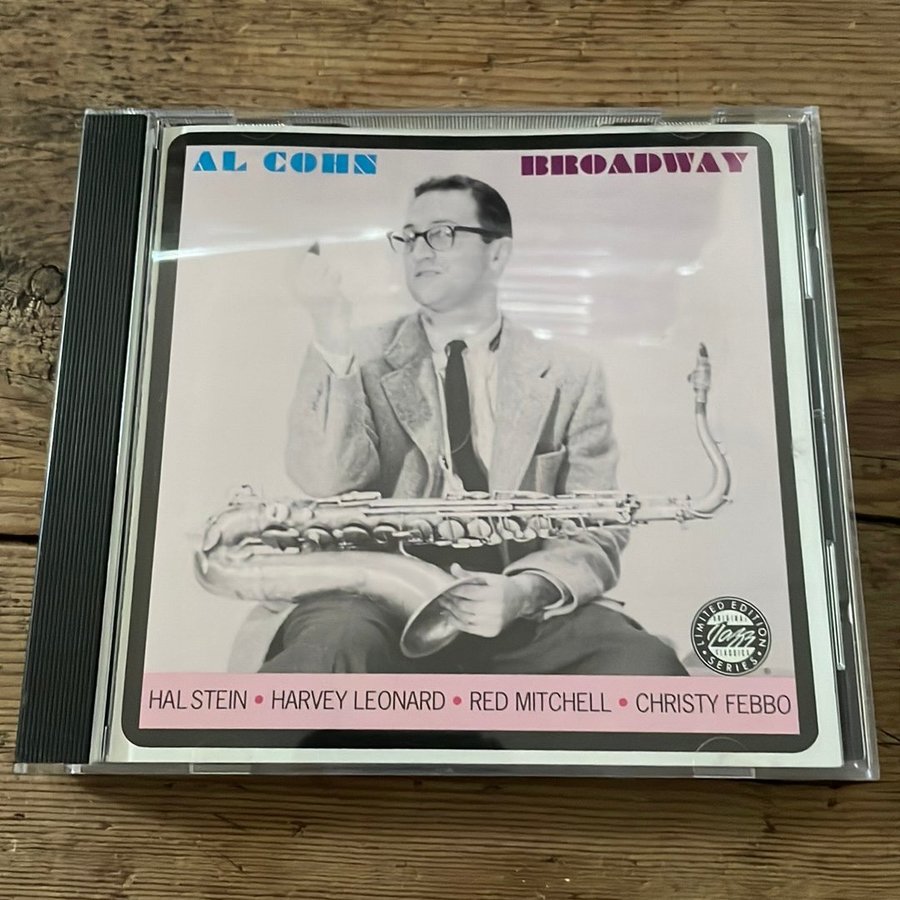 AL COHN BROADWAY
LIMITED EDITION
ORIGINAL
Jazz
CLASSICS
• SERIES •
HAL STEIN • HARVEY LEONARD • RED MITCHELL • CHRISTY FEBBO